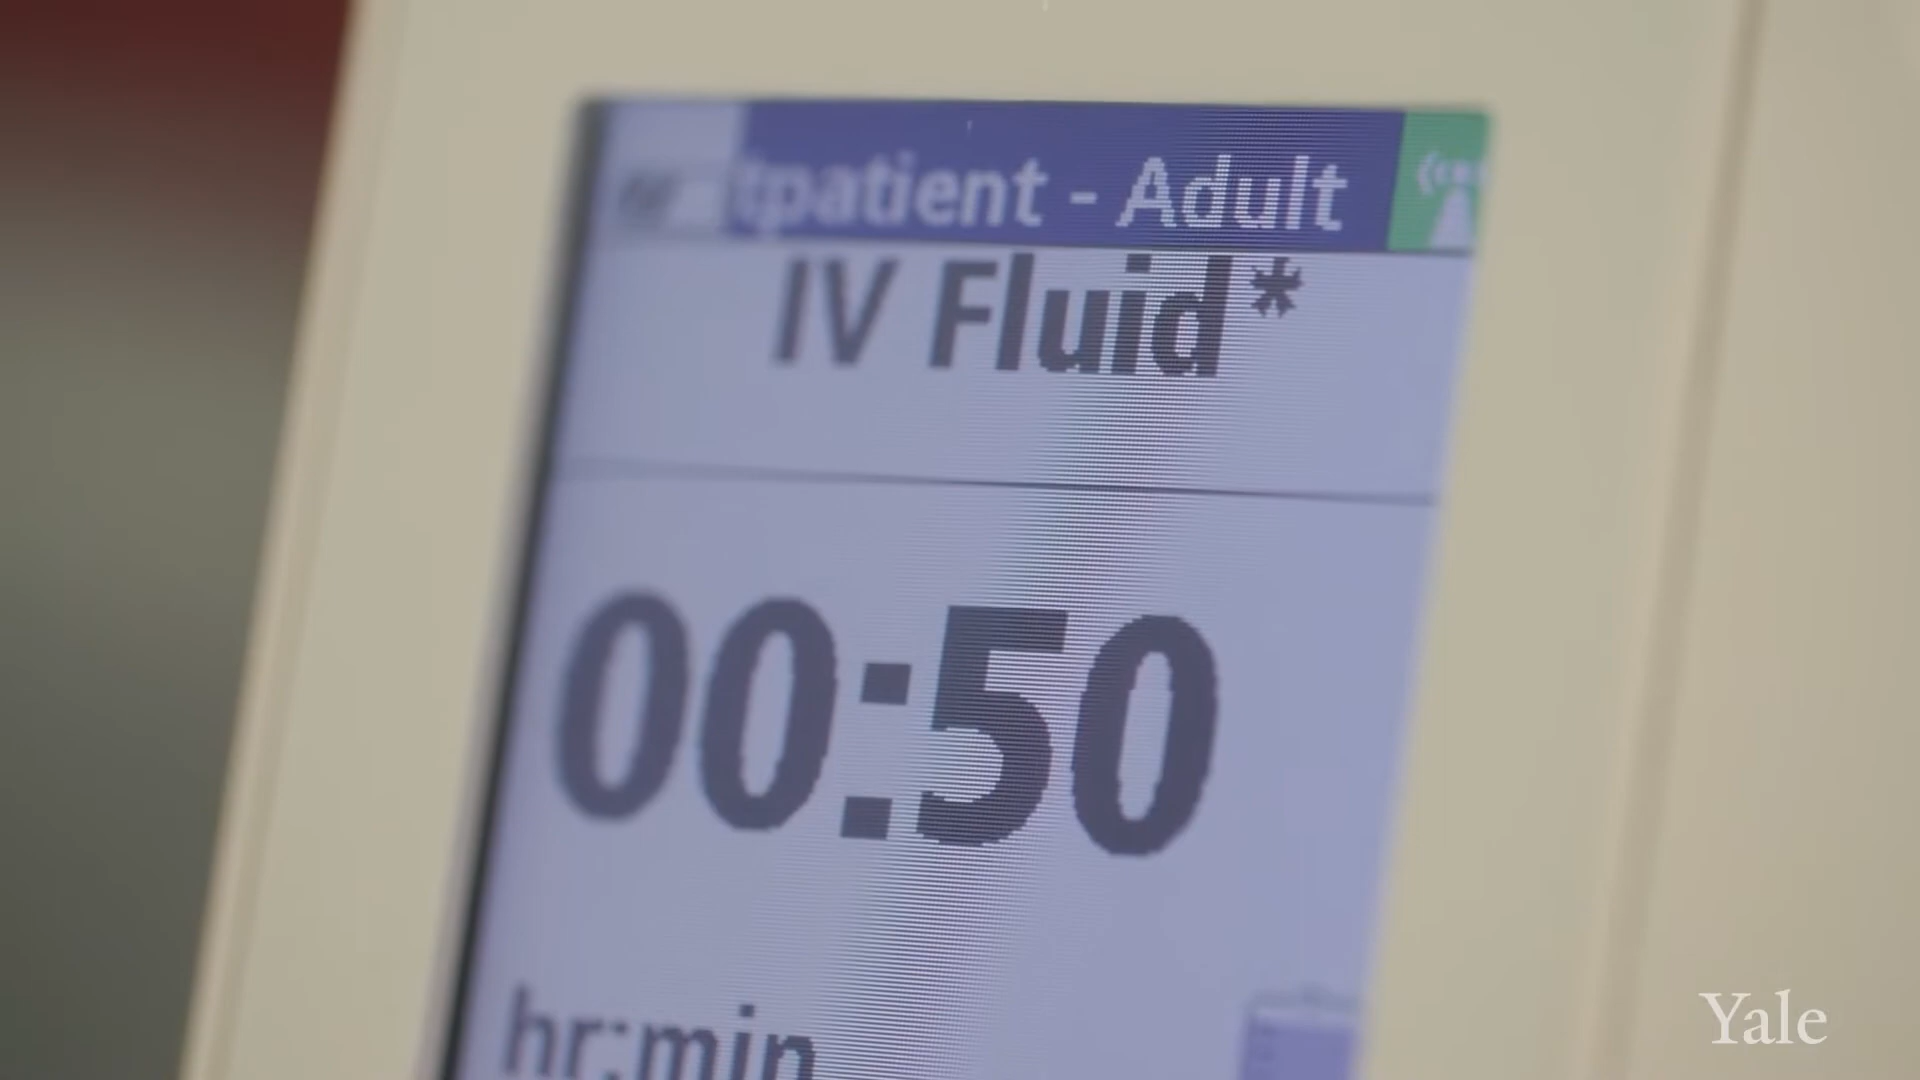 tpatient - Adult
IV Fluid*
00:50
hr:min
Yale